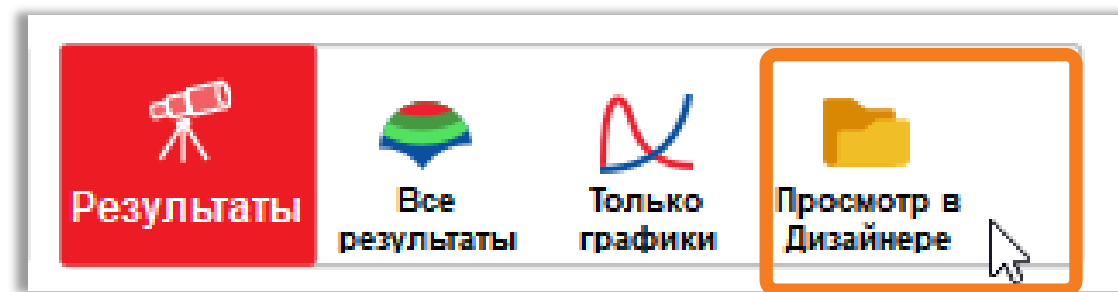 Результаты
Все
результаты
Только
графики
Просмотр в
Дизайнере